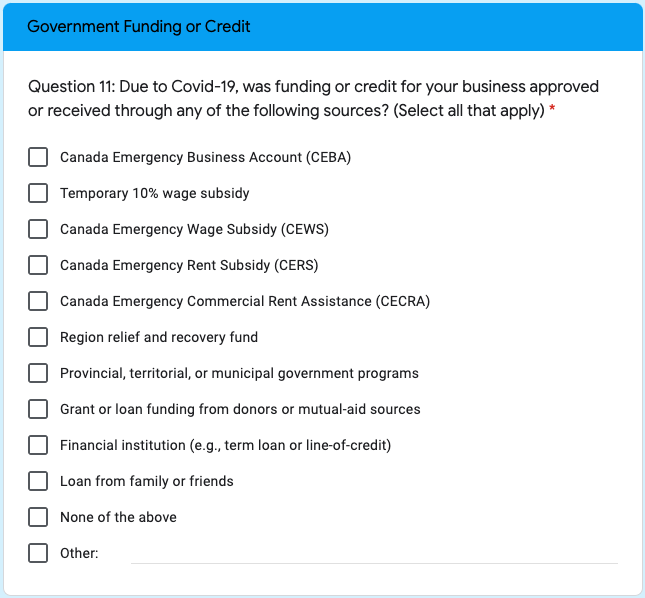 Government Funding or Credit
Question 11: Due to Covid-19, was funding or credit for your business approved
or received through any of the following sources? (Select all that apply) *
Canada Emergency Business Account (CEBA)
Temporary 10% wage subsidy
Canada Emergency Wage Subsidy (CEWS)
Canada Emergency Rent Subsidy (CERS)
Canada Emergency Commercial Rent Assistance (CECRA)
Region relief and recovery fund
Provincial, territorial, or municipal government programs
Grant or loan funding from donors or mutual-aid sources
Financial institution (e.g., term loan or line-of-credit)
Loan from family or friends
None of the above
Other: